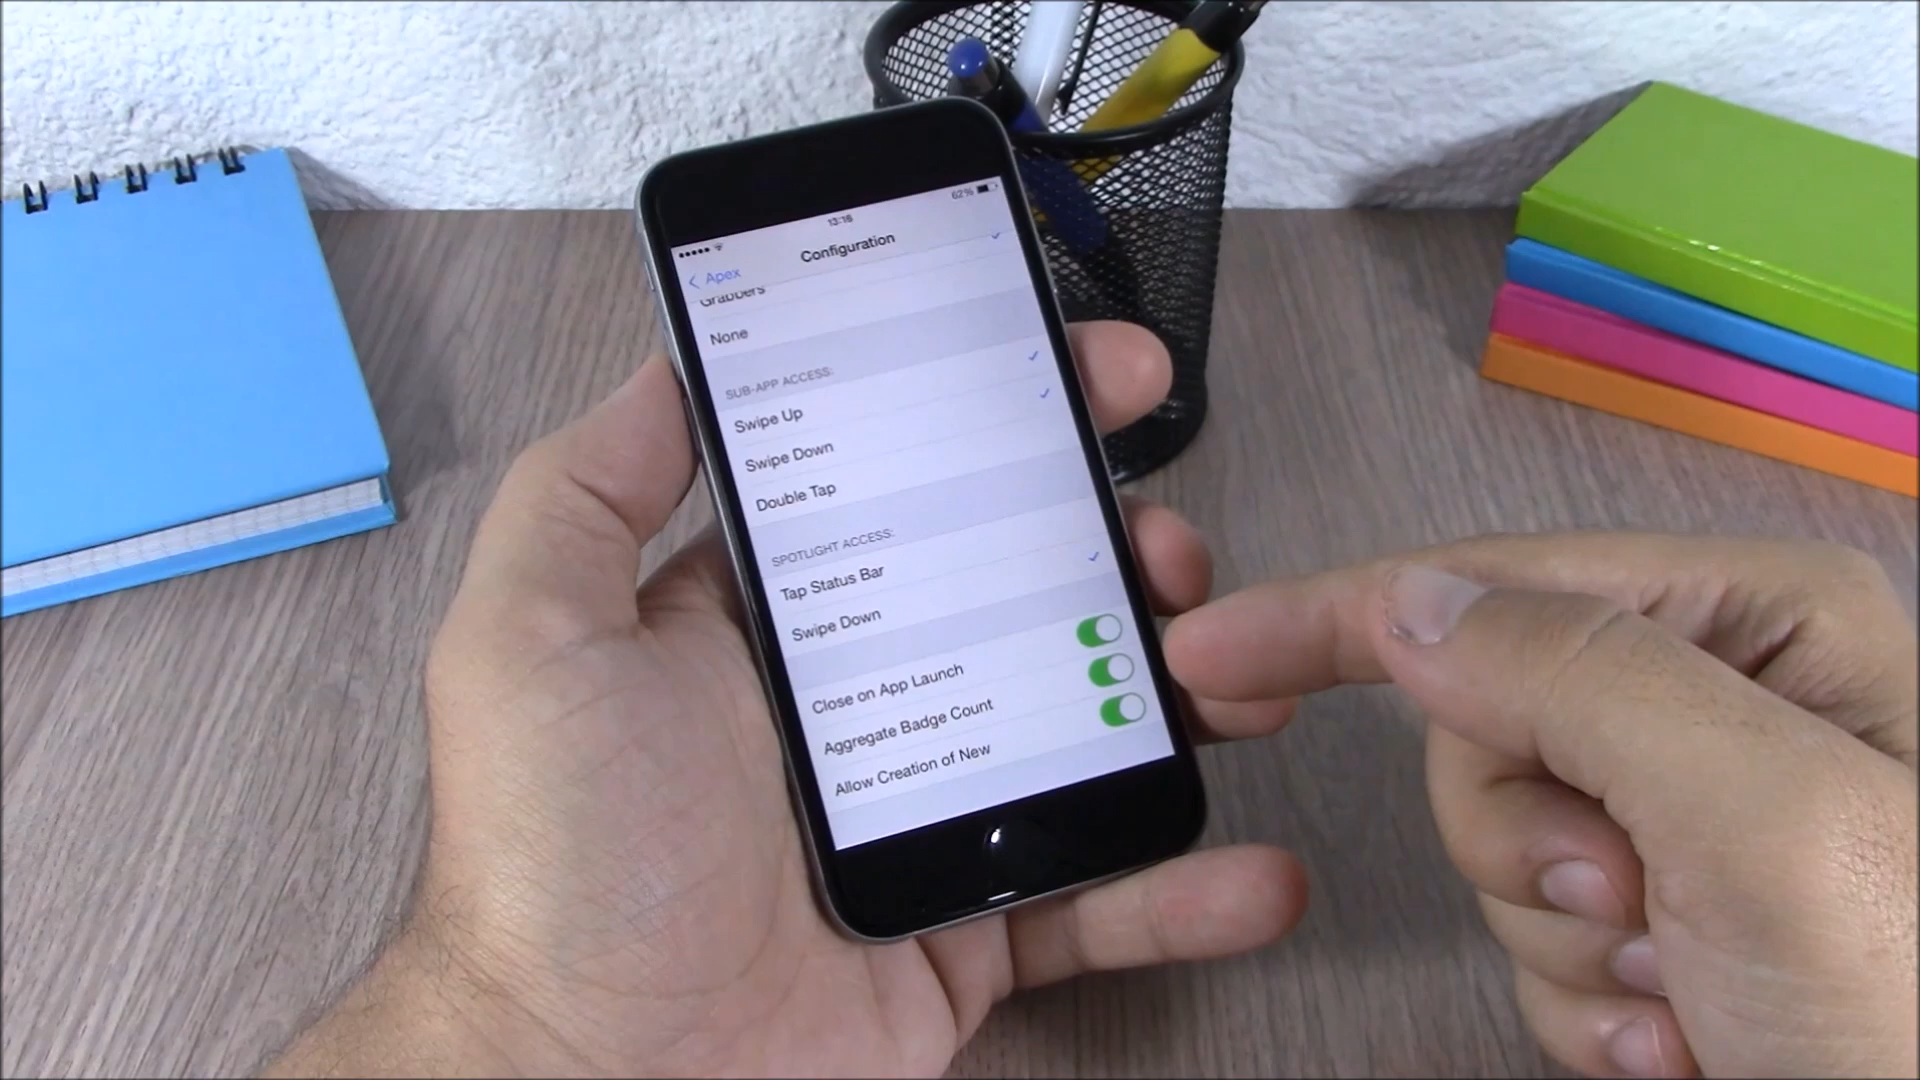 62%
13:16
Configuration
Apex
Grabbers
None
SUB-APP ACCESS:
Swipe Up
Swipe Down
Double Tap
SPOTLIGHT ACCESS:
Tap Status Bar
Swipe Down
Close on App Launch
Aggregate Badge Count
Allow Creation of New